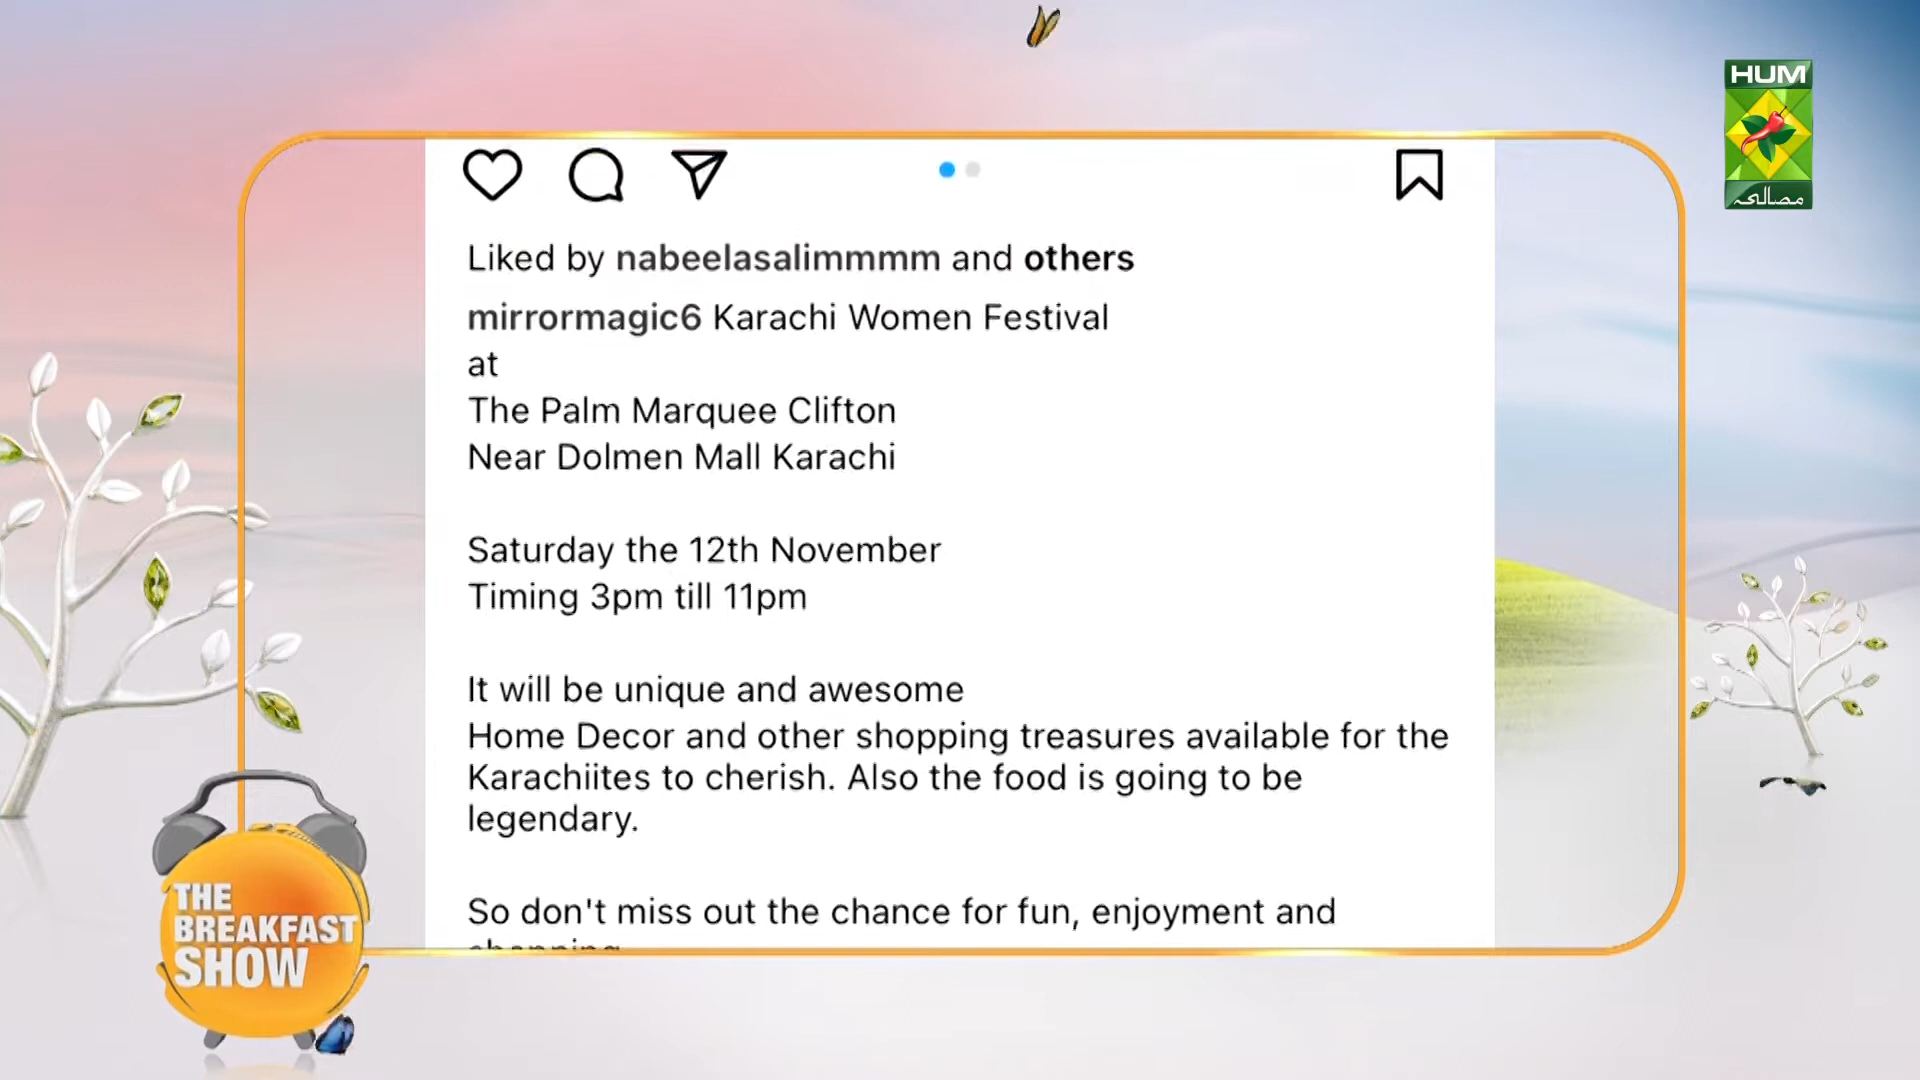 HUM
مصالحہ
Liked by nabeelasalimmmm and others
mirrormagic6 Karachi Women Festival
at
The Palm Marquee Clifton
Near Dolmen Mall Karachi
Saturday the 12th November
Timing 3pm till 11pm
It will be unique and awesome
Home Decor and other shopping treasures available for the
Karachiites to cherish. Also the food is going to be
legendary.
So don't miss out the chance for fun, enjoyment and
THE
BREAKFAST
SHOW